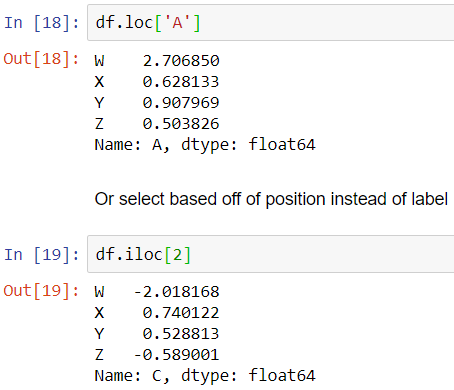 In [18]: df.loc['A']
Out[18]: W    2.706850
X    0.628133
Y    0.907969
Z    0.503826
Name: A, dtype: float64
Or select based off of position instead of label
In [19]: df.iloc[2]
Out[19]: W   -2.018168
X    0.740122
Y    0.528813
Z   -0.589001
Name: C, dtype: float64